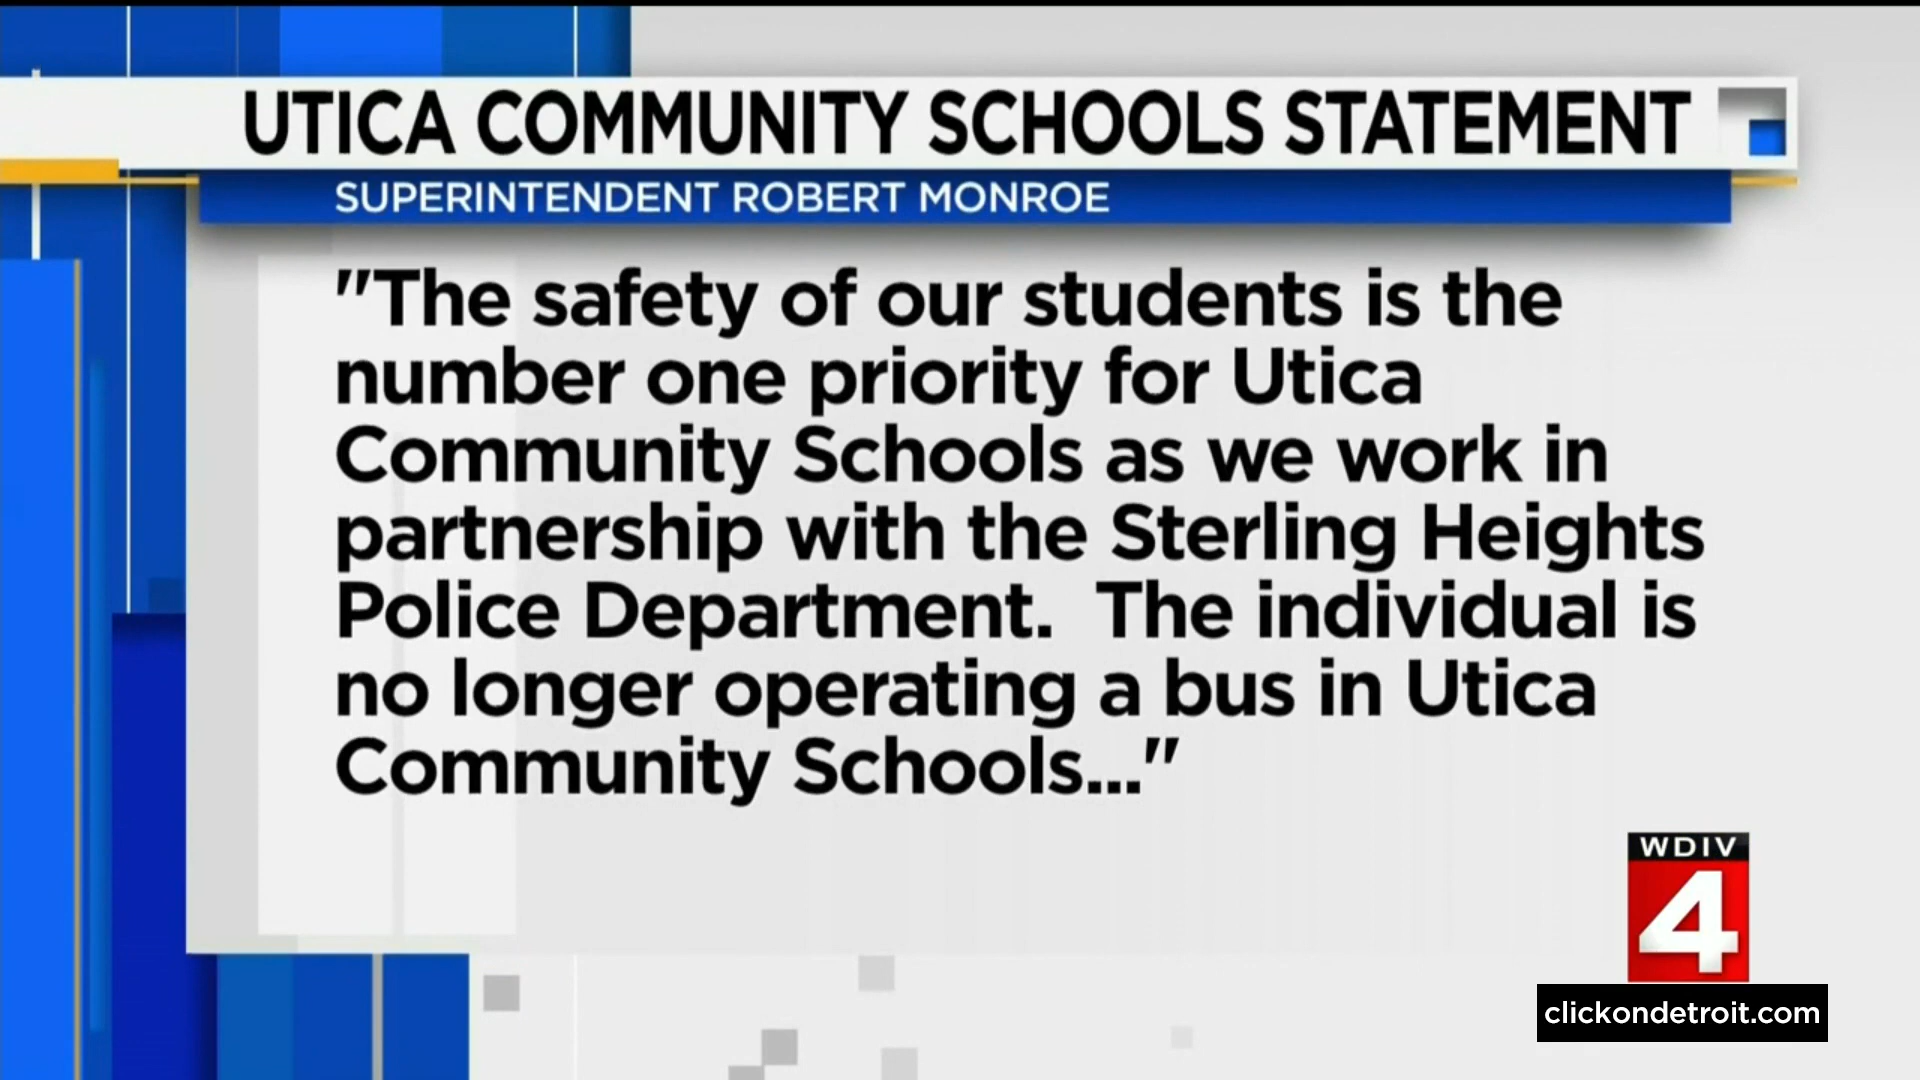 UTICA COMMUNITY SCHOOLS STATEMENT
SUPERINTENDENT ROBERT MONROE
"The safety of our students is the
number one priority for Utica
Community Schools as we work in
partnership with the Sterling Heights
Police Department.  The individual is
no longer operating a bus in Utica
Community Schools..."
WDIV
4
clickondetroit.com